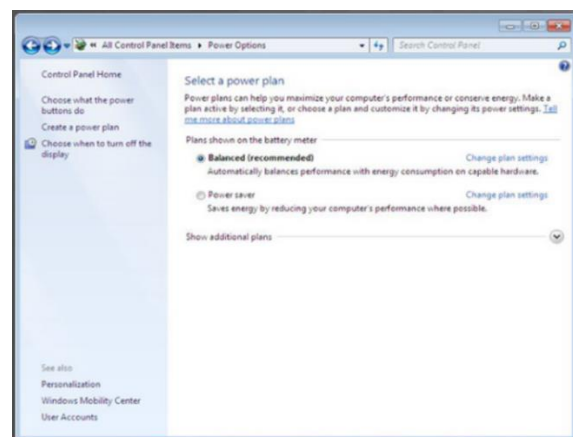 « All Control Panel Items ▸ Power Options
Search Control Panel
Control Panel Home
Choose what the power
buttons do
Create a power plan
Choose when to turn off the
display
Select a power plan
Power plans can help you maximize your computer's performance or conserve energy. Make a
plan active by selecting it, or choose a plan and customize it by changing its power settings. Tell
me more about power plans
Plans shown on the battery meter
Balanced (recommended) Change plan settings
Automatically balances performance with energy consumption on capable hardware.
Power saver Change plan settings
Saves energy by reducing your computer's performance where possible.
Show additional plans
See also
Personalization
Windows Mobility Center
User Accounts